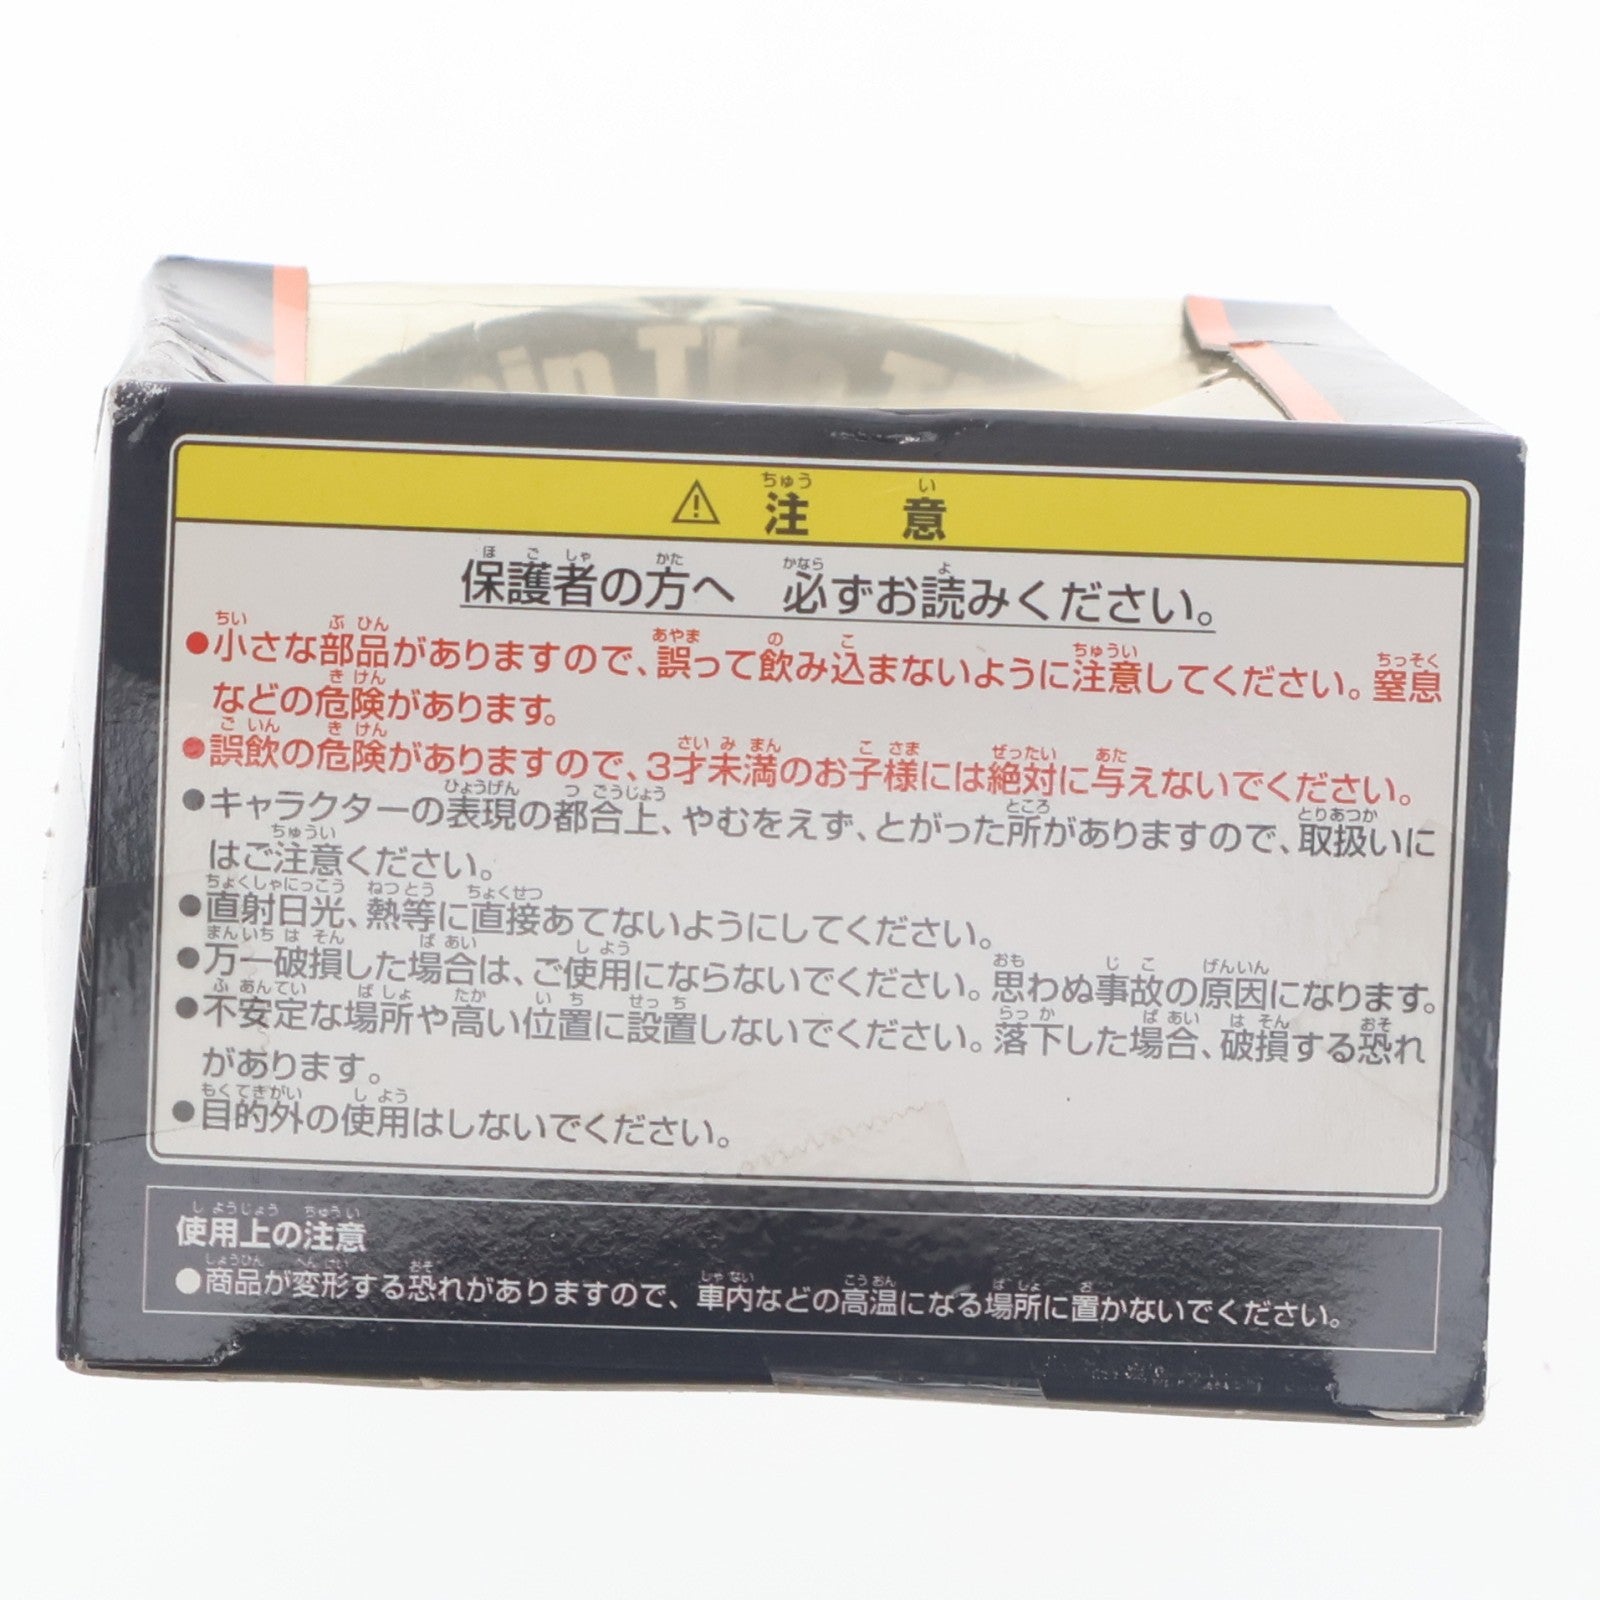 in The T
⚠ 注意
保護者の方へ 必ずお読みください。
●小さな部品がありますので、誤って飲み込まないように注意してください。窒息
などの危険があります。
●誤飲の危険がありますので、3才未満のお子様には絶対に与えないでください。
●キャラクターの表現の都合上、やむをえず、とがった所がありますので、取扱いに
はご注意ください。
●直射日光、熱等に直接あてないようにしてください。
●万一破損した場合は、ご使用にならないでください。思わぬ事故の原因になります。
●不安定な場所や高い位置に設置しないでください。落下した場合、破損する恐れ
があります。
●目的外の使用はしないでください。
使用上の注意
●商品が変形する恐れがありますので、車内などの高温になる場所に置かないでください。